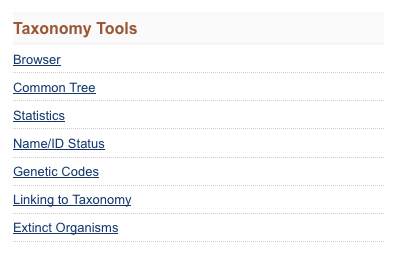 Taxonomy Tools
Browser
Common Tree
Statistics
Name/ID Status
Genetic Codes
Linking to Taxonomy
Extinct Organisms